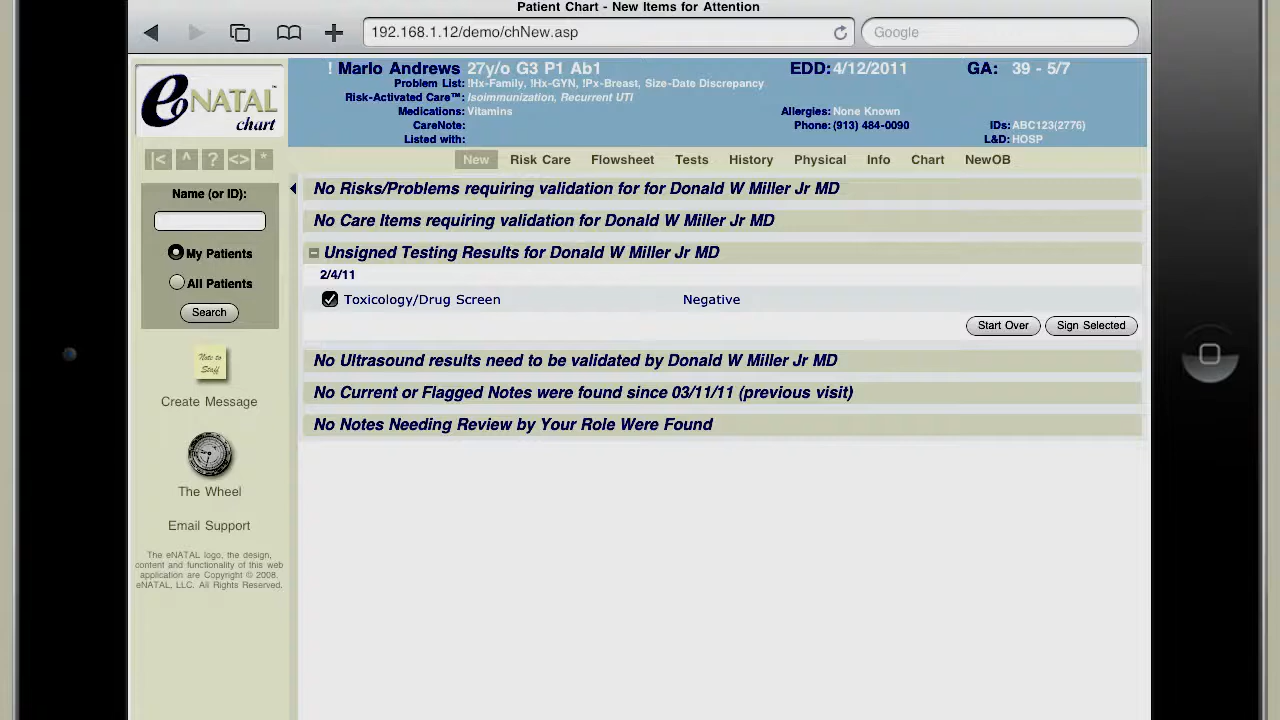 Patient Chart - New Items for Attention
192.168.1.12/demo/chNew.asp
Google
eNATAL™ chart
! Marlo Andrews 27y/o G3 P1 Ab1 EDD: 4/12/2011 GA: 39 - 5/7
Problem List: !Hx-Family, !Hx-GYN, !Px-Breast, Size-Date Discrepancy
Risk-Activated Care™: Isoimmunization, Recurrent UTI
Medications: Vitamins Allergies: None Known
CareNote: Phone: (913) 484-0090 IDs: ABC123(2776)
Listed with: L&D: HOSP
|< ^ ? <> *
New Risk Care Flowsheet Tests History Physical Info Chart NewOB
Name (or ID):
My Patients
All Patients
Search
Note to Staff
Create Message
The Wheel
Email Support
The eNATAL logo, the design,
content and functionality of this web
application are Copyright © 2008.
eNATAL, LLC. All Rights Reserved.
No Risks/Problems requiring validation for for Donald W Miller Jr MD
No Care Items requiring validation for Donald W Miller Jr MD
Unsigned Testing Results for Donald W Miller Jr MD
2/4/11
Toxicology/Drug Screen Negative
Start Over Sign Selected
No Ultrasound results need to be validated by Donald W Miller Jr MD
No Current or Flagged Notes were found since 03/11/11 (previous visit)
No Notes Needing Review by Your Role Were Found